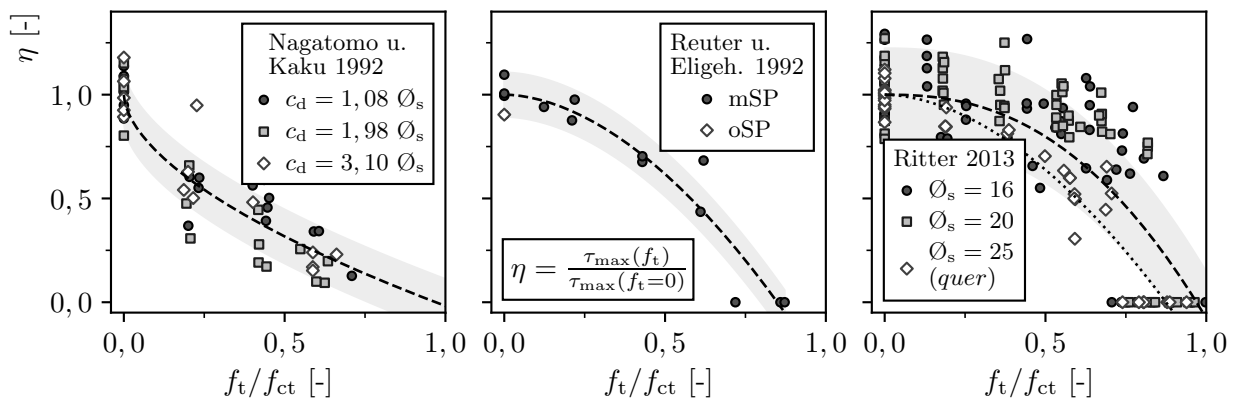 η [-]
1, 0
0, 5
0, 0
Nagatomo u.
Kaku 1992
c_d = 1, 08 Ø_s
c_d = 1, 98 Ø_s
c_d = 3, 10 Ø_s
0, 0
0, 5
1, 0
f_t/f_ct [-]
Reuter u.
Eligeh. 1992
mSP
oSP
η = τ_max(f_t) / τ_max(f_t=0)
0, 0
0, 5
1, 0
f_t/f_ct [-]
Ritter 2013
Ø_s = 16
Ø_s = 20
Ø_s = 25
(quer)
0, 0
0, 5
1, 0
f_t/f_ct [-]